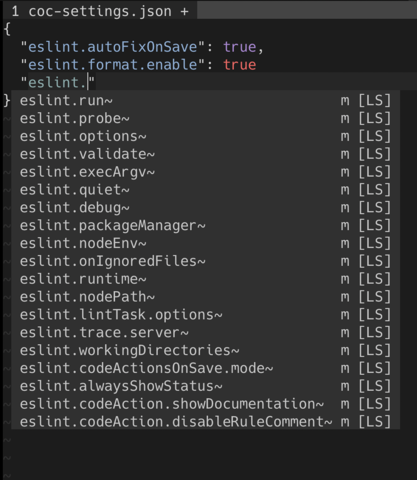 1 coc-settings.json +
{
"eslint.autoFixOnSave": true,
"eslint.format.enable": true
"eslint."
} eslint.run~ m [LS]
~ eslint.probe~ m [LS]
~ eslint.options~ m [LS]
~ eslint.validate~ m [LS]
~ eslint.execArgv~ m [LS]
~ eslint.quiet~ m [LS]
~ eslint.debug~ m [LS]
~ eslint.packageManager~ m [LS]
~ eslint.nodeEnv~ m [LS]
~ eslint.onIgnoredFiles~ m [LS]
~ eslint.runtime~ m [LS]
~ eslint.nodePath~ m [LS]
~ eslint.lintTask.options~ m [LS]
~ eslint.trace.server~ m [LS]
~ eslint.workingDirectories~ m [LS]
~ eslint.codeActionsOnSave.mode~ m [LS]
~ eslint.alwaysShowStatus~ m [LS]
~ eslint.codeAction.showDocumentation~ m [LS]
~ eslint.codeAction.disableRuleComment~ m [LS]
~
~
~